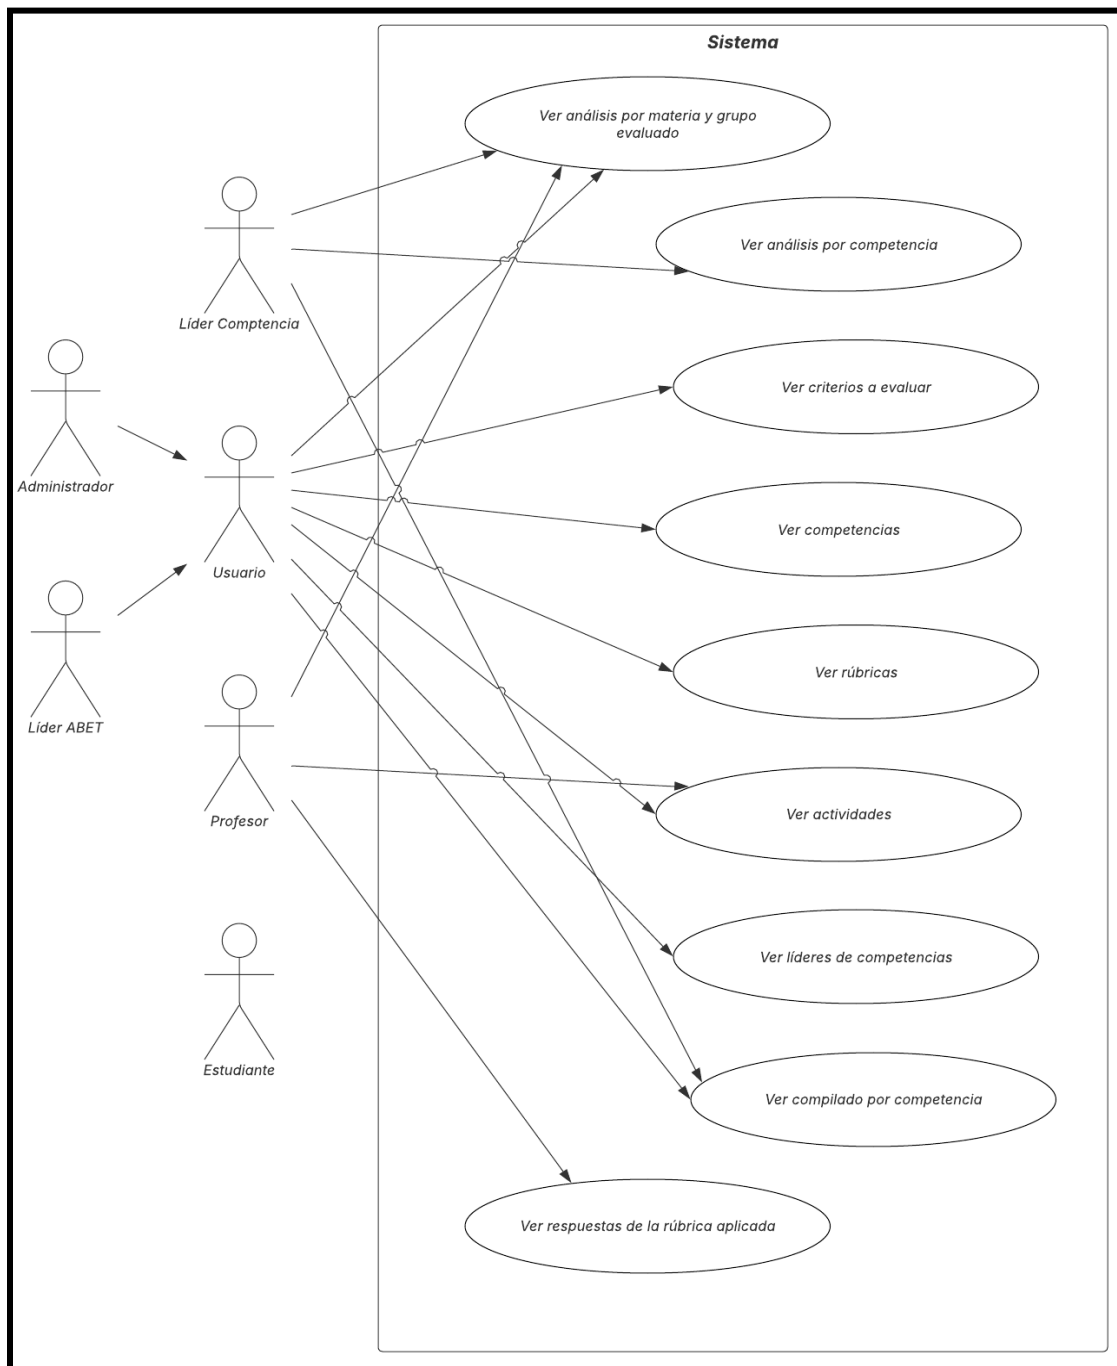 Sistema
Ver análisis por materia y grupo
evaluado
Ver análisis por competencia
Líder Comptencia
Ver criterios a evaluar
Administrador
Ver competencias
Usuario
Ver rúbricas
Líder ABET
Ver actividades
Profesor
Ver líderes de competencias
Estudiante
Ver compilado por competencia
Ver respuestas de la rúbrica aplicada